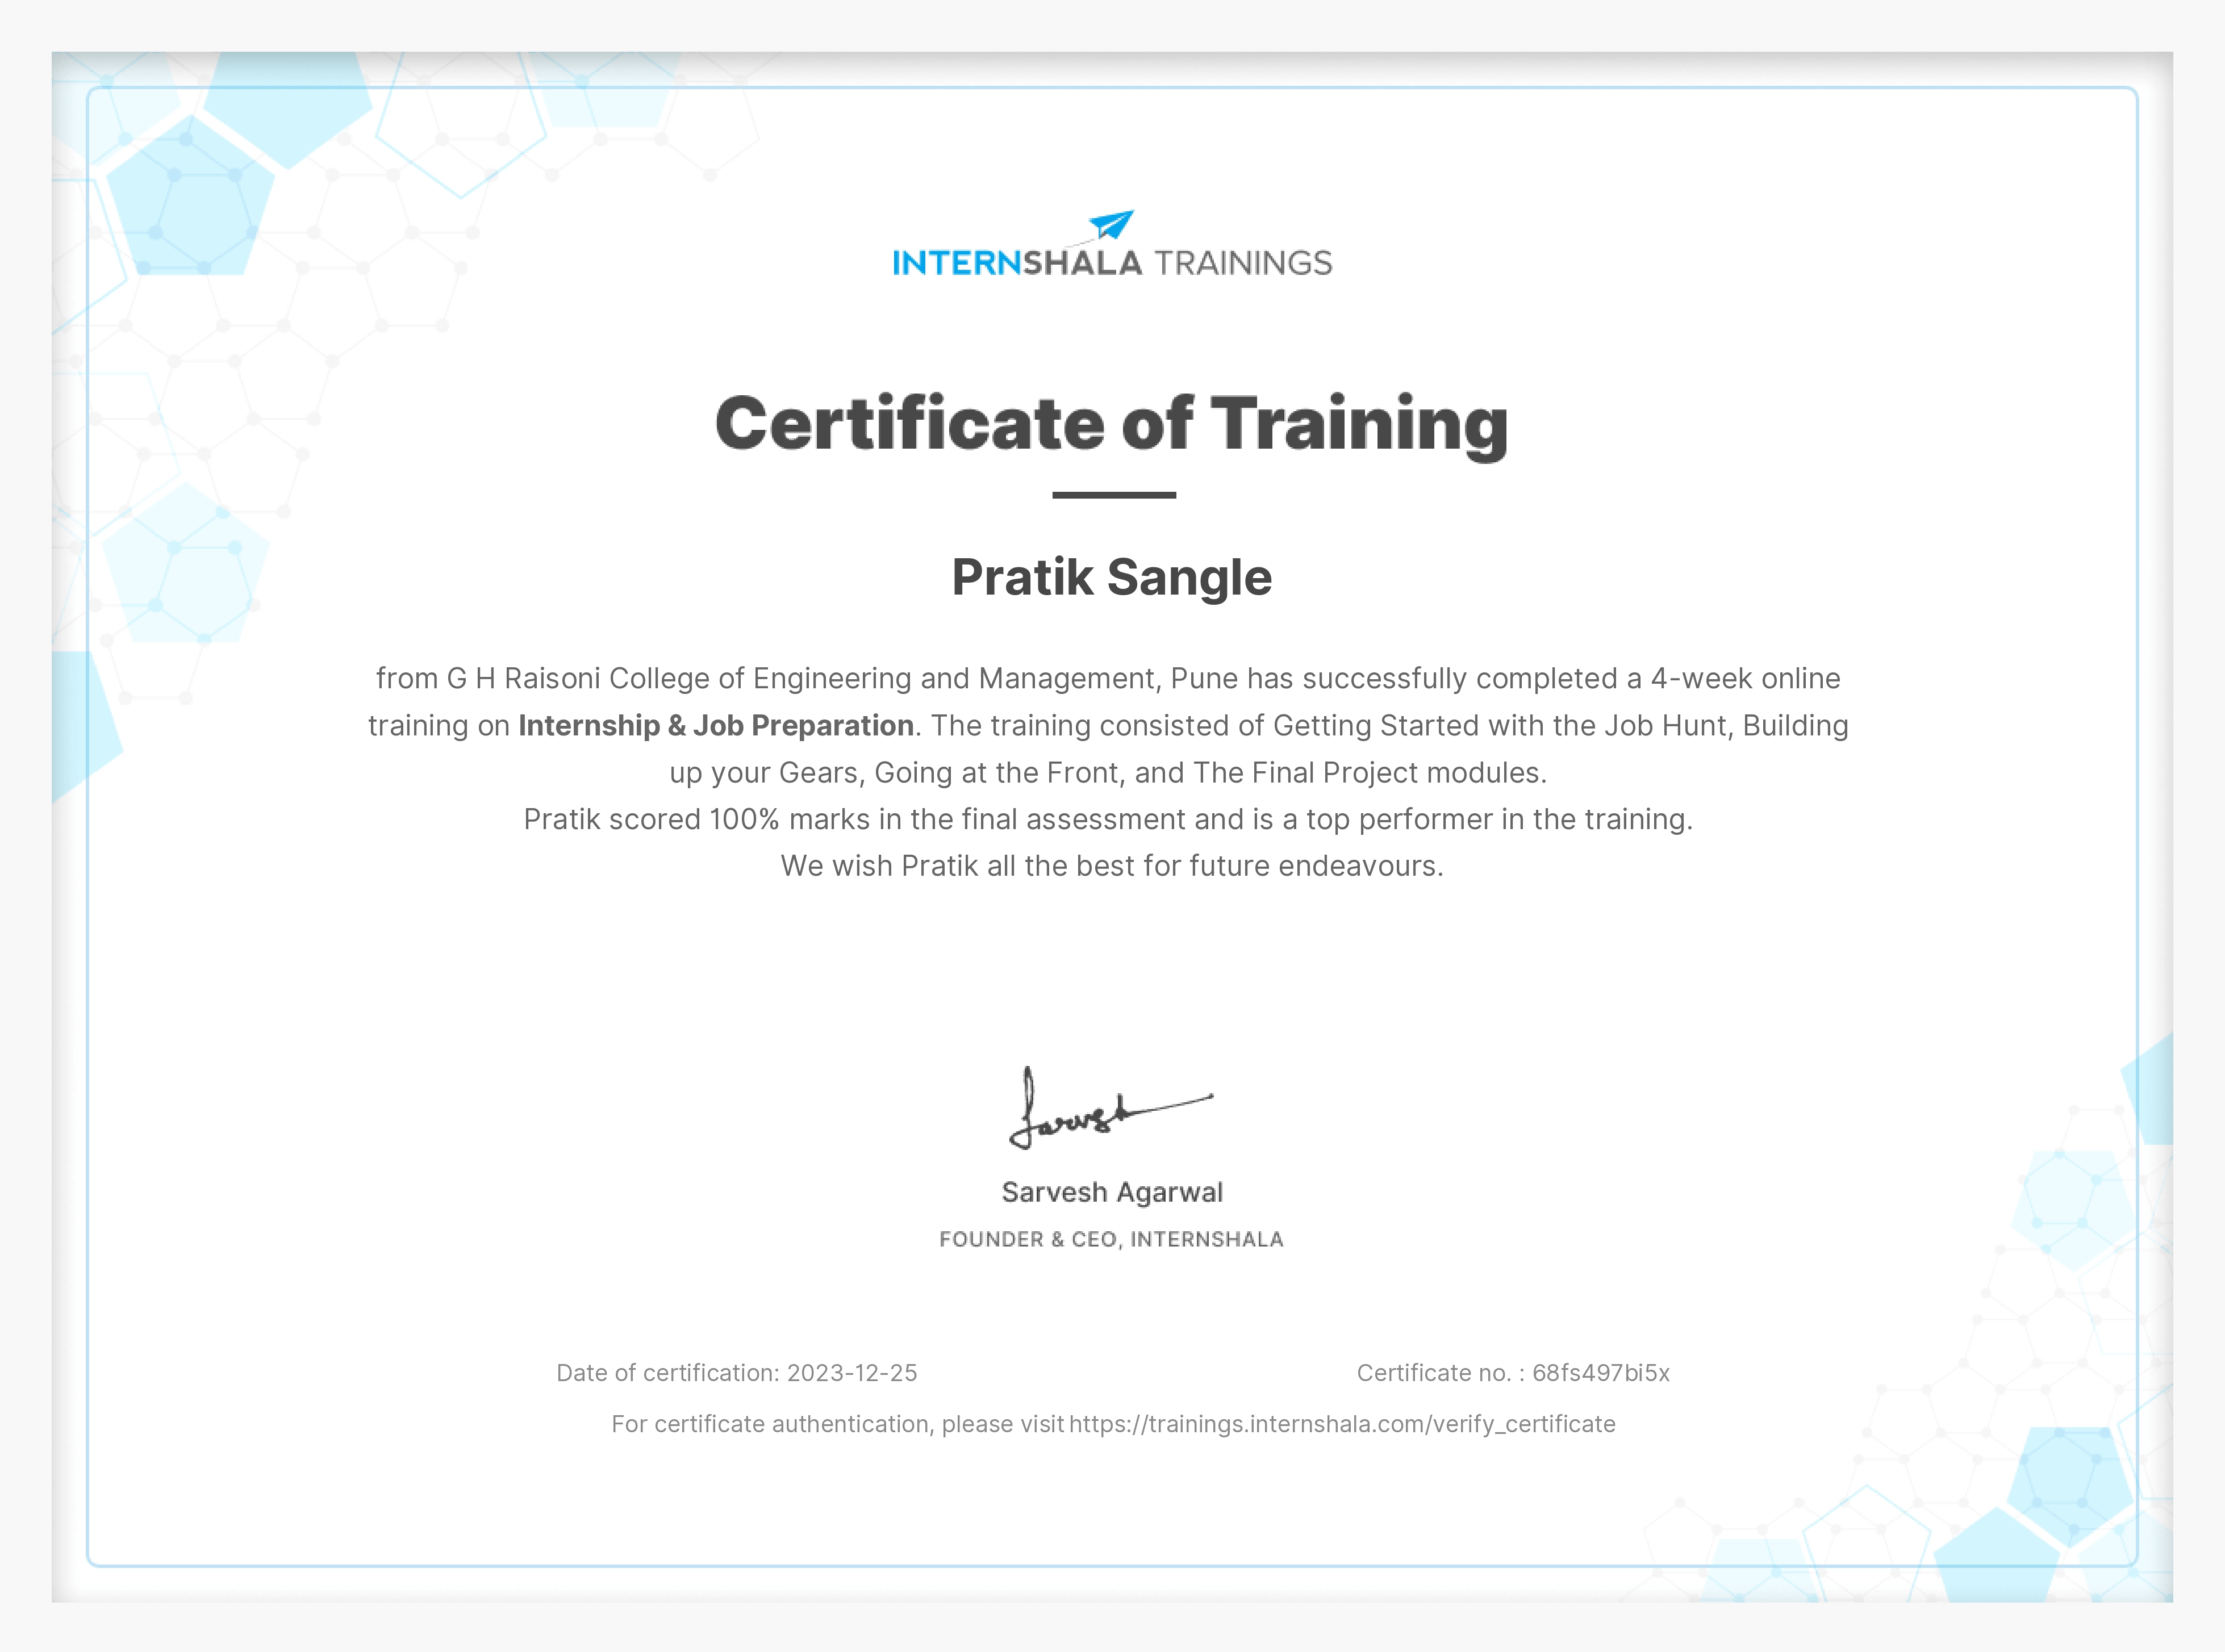 INTERNSHALA TRAININGS
Certificate of Training
Pratik Sangle
from G H Raisoni College of Engineering and Management, Pune has successfully completed a 4-week online
training on Internship & Job Preparation. The training consisted of Getting Started with the Job Hunt, Building
up your Gears, Going at the Front, and The Final Project modules.
Pratik scored 100% marks in the final assessment and is a top performer in the training.
We wish Pratik all the best for future endeavours.
Sarvesh
Sarvesh Agarwal
FOUNDER & CEO, INTERNSHALA
Date of certification: 2023-12-25
Certificate no. : 68fs497bi5x
For certificate authentication, please visit https://trainings.internshala.com/verify_certificate